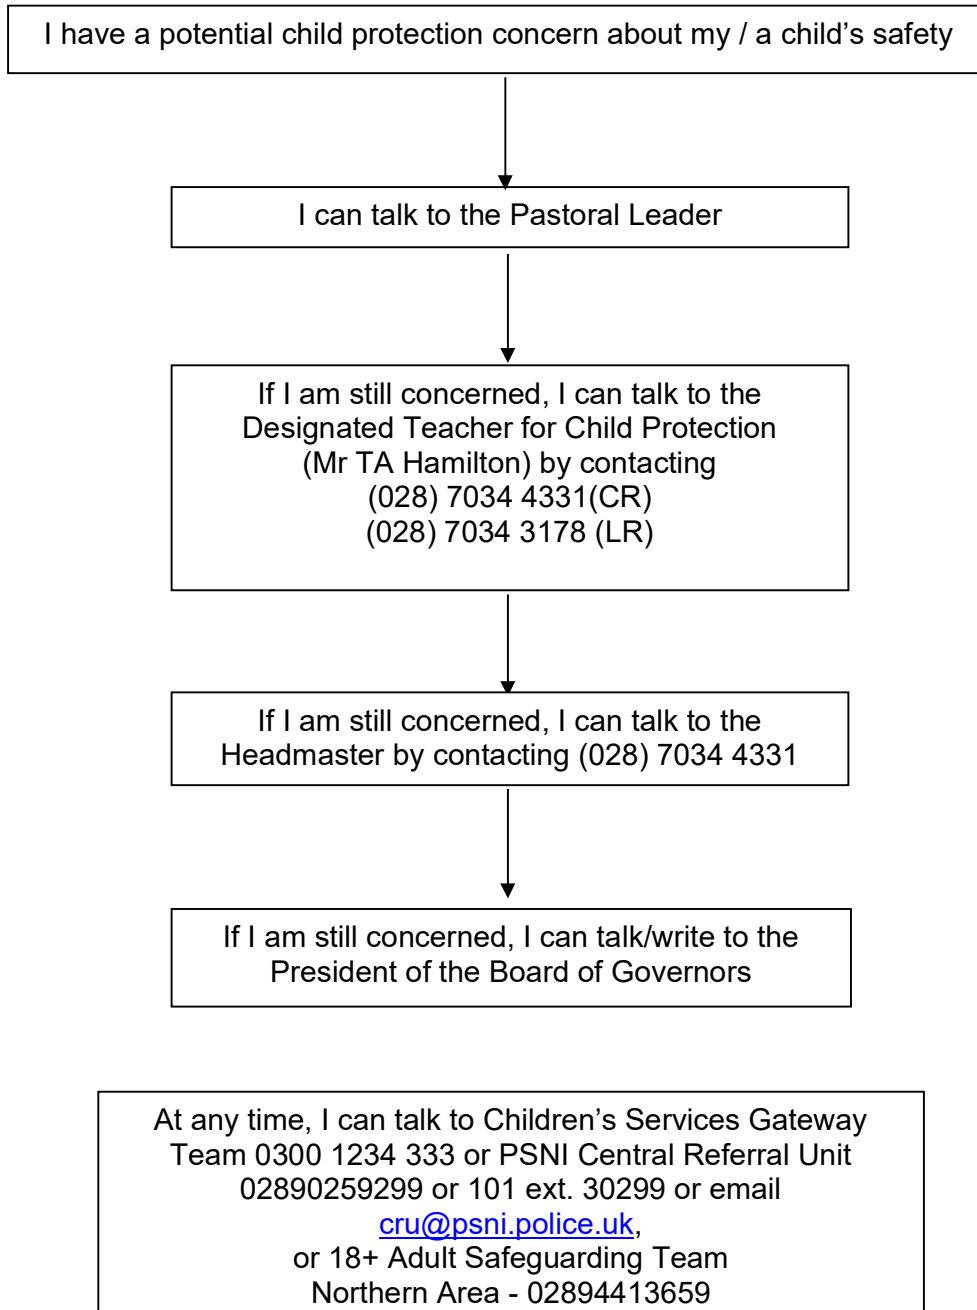 I have a potential child protection concern about my / a child’s safety
I can talk to the Pastoral Leader
If I am still concerned, I can talk to the
Designated Teacher for Child Protection
(Mr TA Hamilton) by contacting
(028) 7034 4331(CR)
(028) 7034 3178 (LR)
If I am still concerned, I can talk to the
Headmaster by contacting (028) 7034 4331
If I am still concerned, I can talk/write to the
President of the Board of Governors
At any time, I can talk to Children’s Services Gateway
Team 0300 1234 333 or PSNI Central Referral Unit
02890259299 or 101 ext. 30299 or email
cru@psni.police.uk,
or 18+ Adult Safeguarding Team
Northern Area - 02894413659